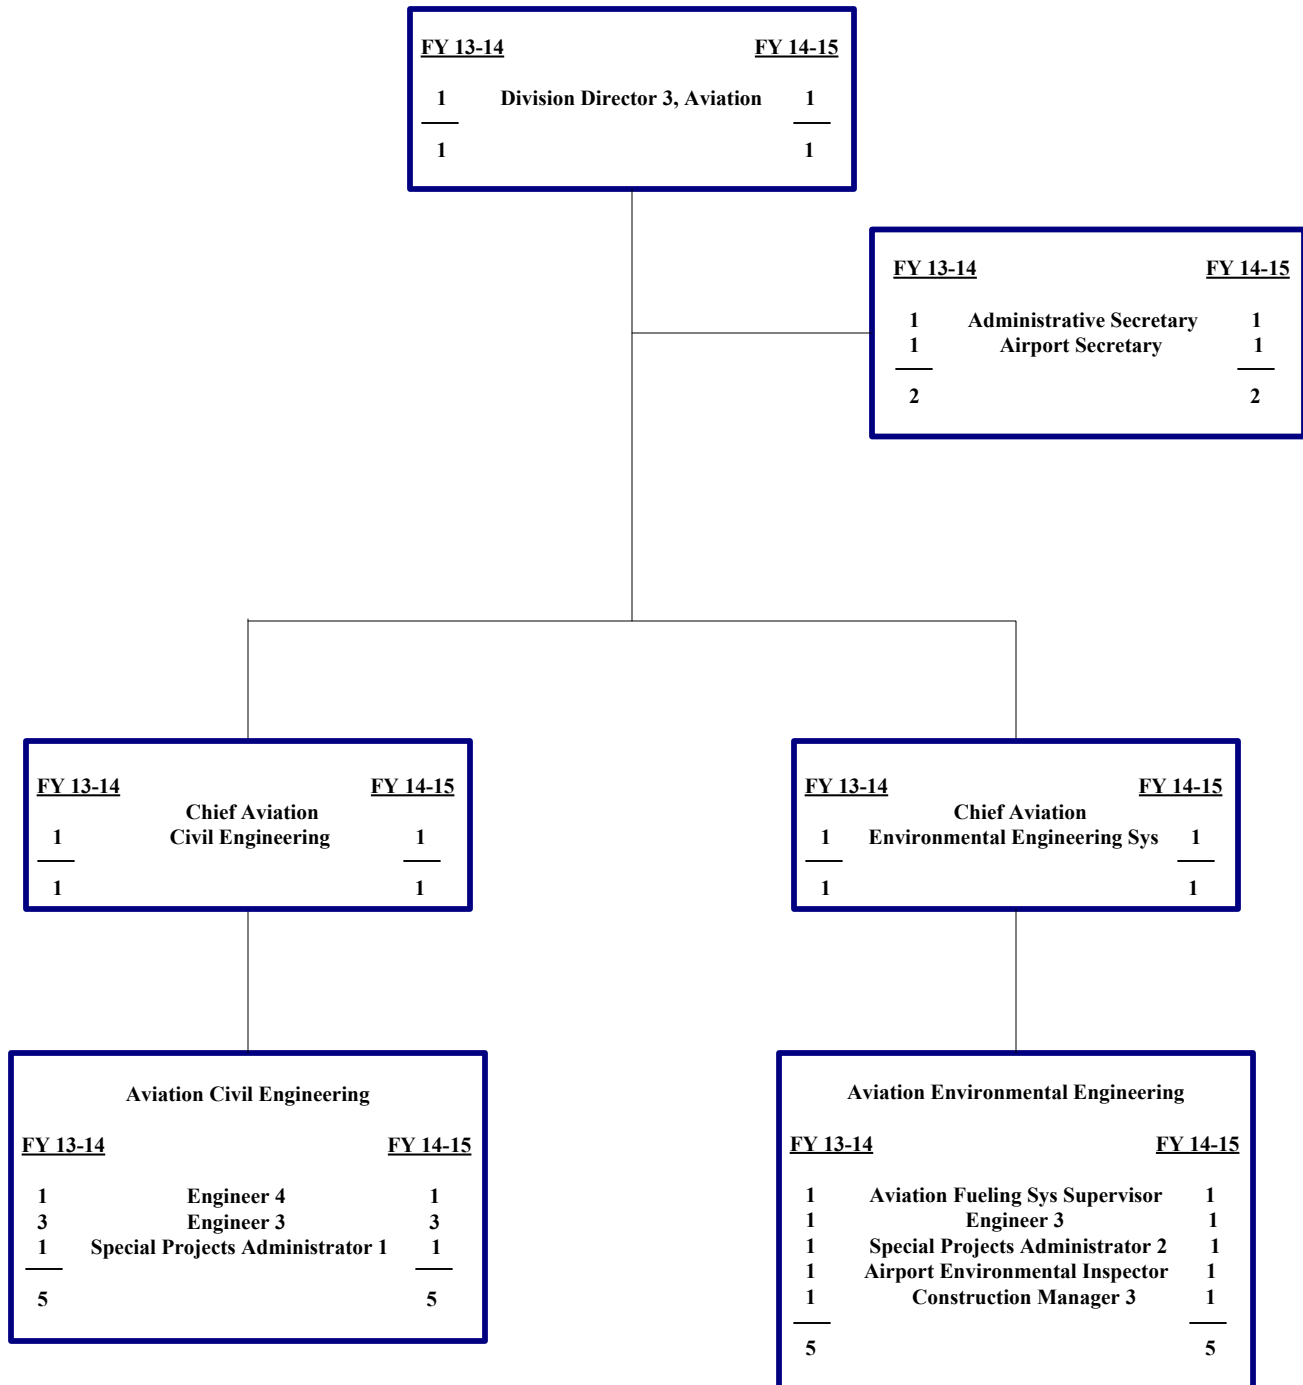 FY 13-14 FY 14-15
1 Division Director 3, Aviation 1
1 1
FY 13-14 FY 14-15
1 Administrative Secretary 1
1 Airport Secretary 1
2 2
FY 13-14 FY 14-15
Chief Aviation
1 Civil Engineering 1
1 1
FY 13-14 FY 14-15
Chief Aviation
1 Environmental Engineering Sys 1
1 1
Aviation Civil Engineering
FY 13-14 FY 14-15
1 Engineer 4 1
3 Engineer 3 3
1 Special Projects Administrator 1 1
5 5
Aviation Environmental Engineering
FY 13-14 FY 14-15
1 Aviation Fueling Sys Supervisor 1
1 Engineer 3 1
1 Special Projects Administrator 2 1
1 Airport Environmental Inspector 1
1 Construction Manager 3 1
5 5